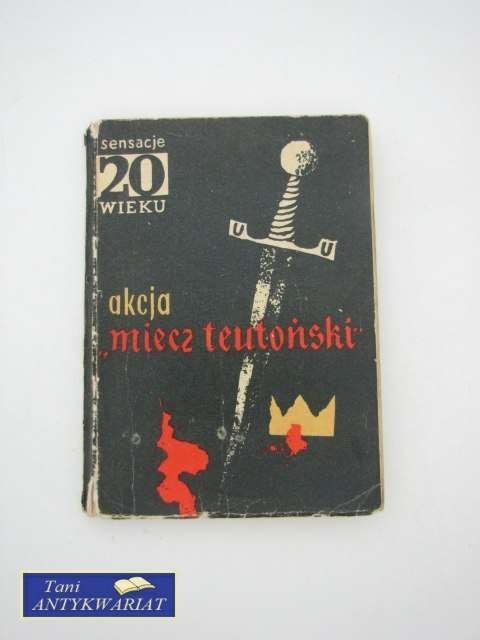 sensacje
20
WIEKU
U U
akcja
„miecz teutoński”
Tani
ANTYKWARIAT